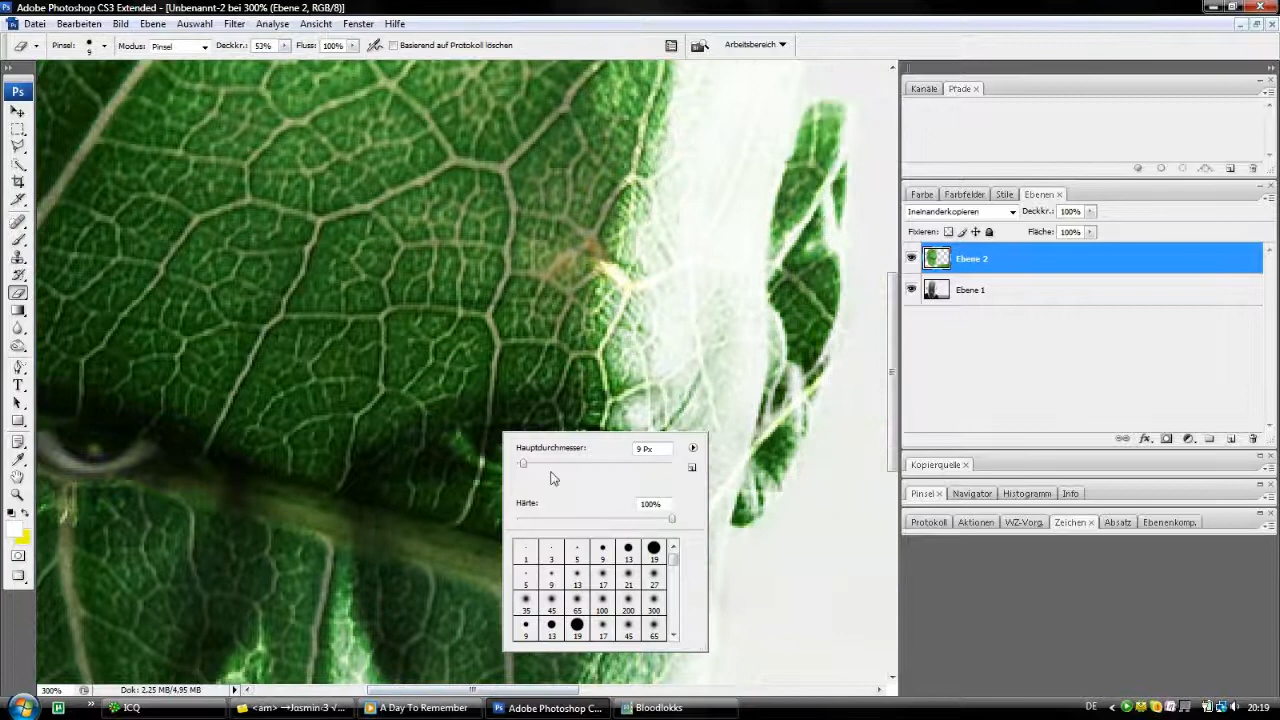 Adobe Photoshop CS3 Extended - [Unbenannt-2 bei 300% (Ebene 2, RGB/8)]
Datei Bearbeiten Bild Ebene Auswahl Filter Analyse Ansicht Fenster Hilfe
Pinsel: 9 Modus: Pinsel Deckkr.: 53% Fluss: 100% Basierend auf Protokoll löschen Arbeitsbereich
Ps
Kanäle Pfade
Farbe Farbfelder Stile Ebenen
Ineinanderkopieren Deckkr.: 100%
Fixieren: Fläche: 100%
Ebene 2
Ebene 1
Kopierquelle
Pinsel Navigator Histogramm Info
Protokoll Aktionen WZ-Vorg. Zeichen Absatz Ebenenkomp.
Hauptdurchmesser: 9 Px
Härte: 100%
1 3 5 9 13 19
5 9 13 17 21 27
35 45 65 100 200 300
9 13 19 17 45 65
300% Dok: 2,25 MB/4,95 MB
ICQ <am> →Jasmin·3 √... A Day To Remember Adobe Photoshop C... Bloodlokks DE 20:19